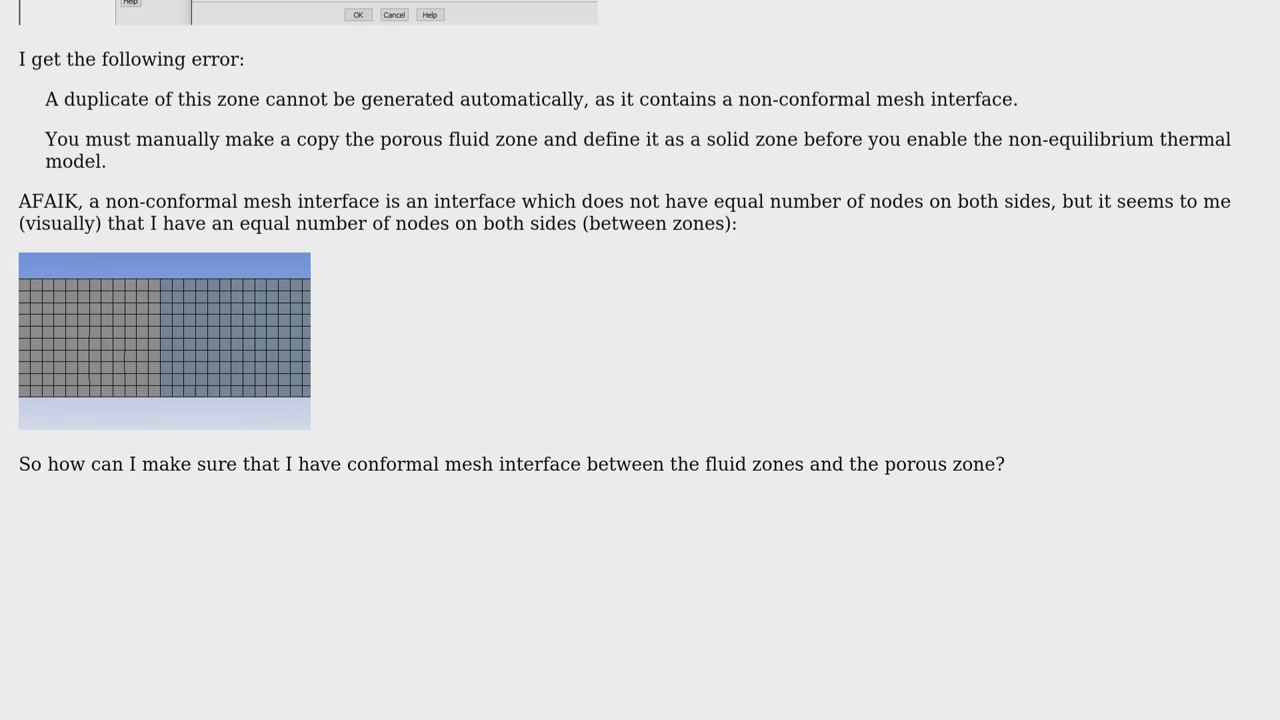 Help
OK Cancel Help
I get the following error:
A duplicate of this zone cannot be generated automatically, as it contains a non-conformal mesh interface.
You must manually make a copy the porous fluid zone and define it as a solid zone before you enable the non-equilibrium thermal
model.
AFAIK, a non-conformal mesh interface is an interface which does not have equal number of nodes on both sides, but it seems to me
(visually) that I have an equal number of nodes on both sides (between zones):
So how can I make sure that I have conformal mesh interface between the fluid zones and the porous zone?